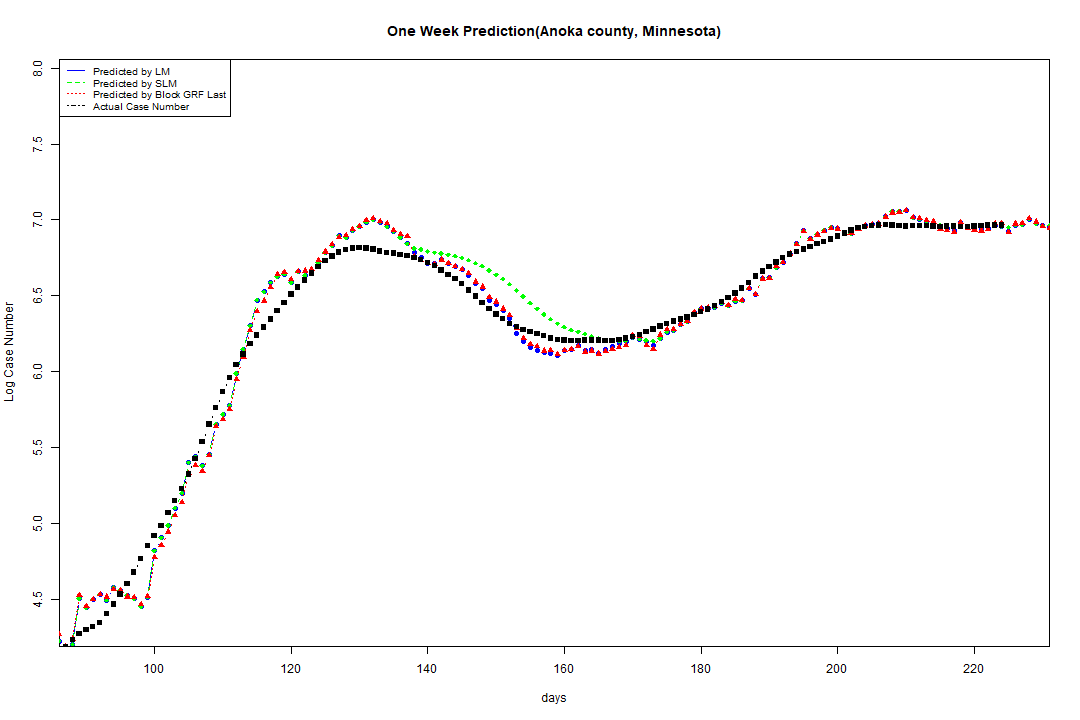 One Week Prediction(Anoka county, Minnesota)
Predicted by LM
Predicted by SLM
Predicted by Block GRF Last
Actual Case Number
Log Case Number
8.0
7.5
7.0
6.5
6.0
5.5
5.0
4.5
100 120 140 160 180 200 220
days